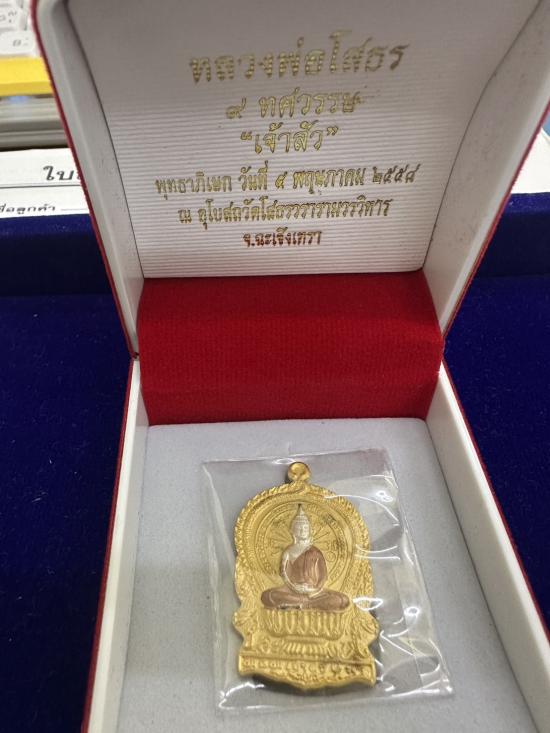 หลวงพ่อโสธร
๙ ทศวรรษ
"เจ้าสัว"
พุทธาภิเษก วันที่ ๔ พฤษภาคม ๒๕๕๘
ณ อุโบสถวัดโสธรวรารามวรวิหาร
จ.ฉะเชิงเทรา